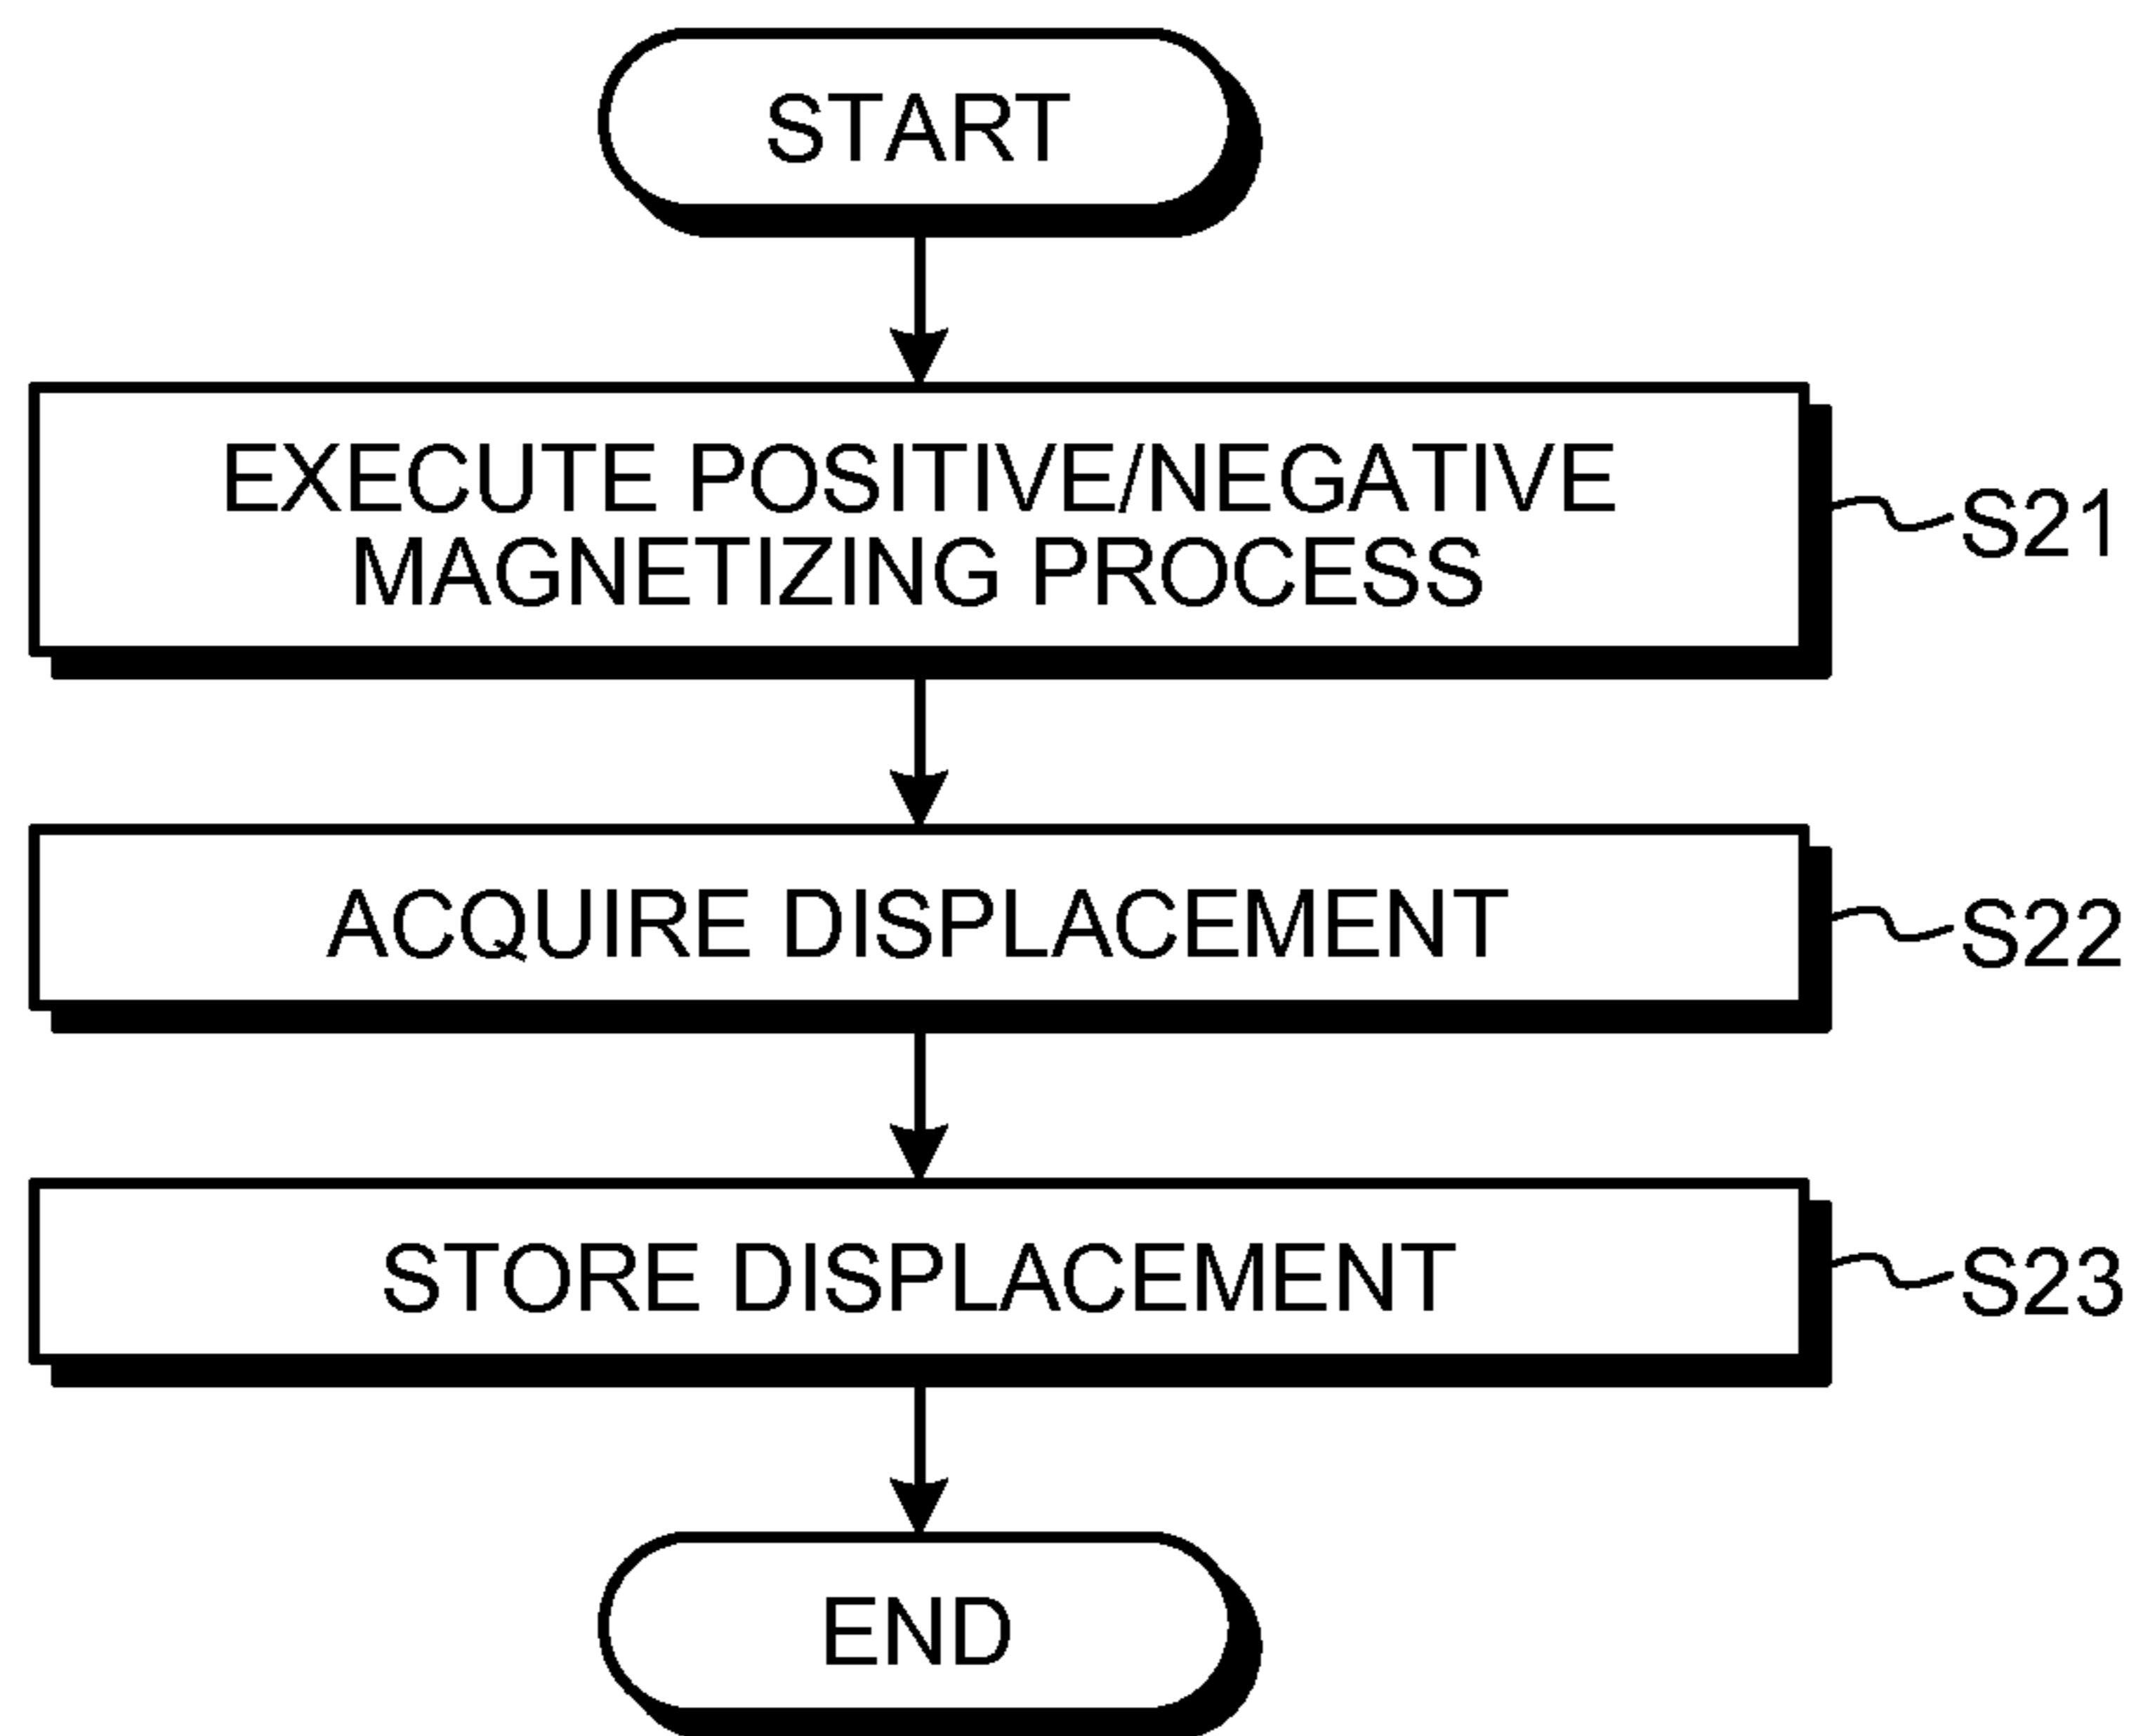 START
EXECUTE POSITIVE/NEGATIVE
MAGNETIZING PROCESS
S21
ACQUIRE DISPLACEMENT
S22
STORE DISPLACEMENT
S23
END